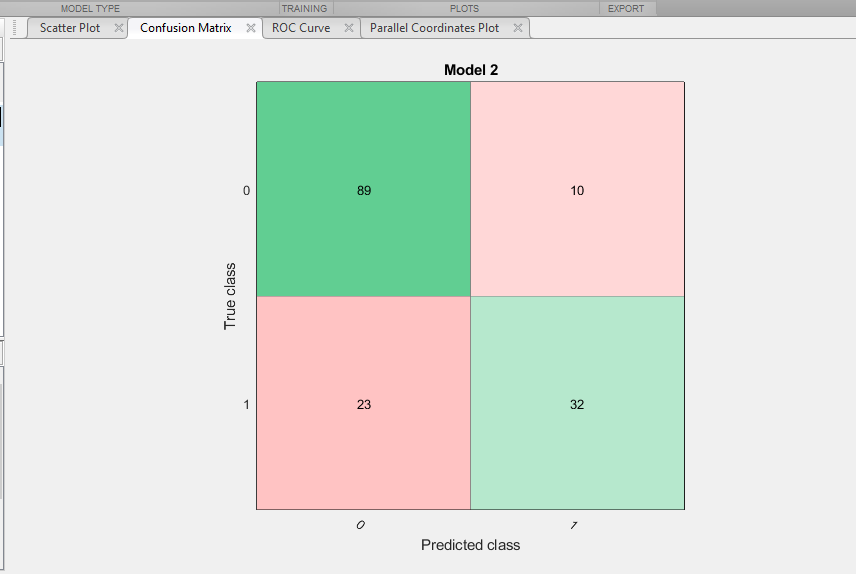 MODEL TYPE TRAINING PLOTS EXPORT
Scatter Plot Confusion Matrix ROC Curve Parallel Coordinates Plot
Model 2
0 89 10
True class
1 23 32
0 1
Predicted class